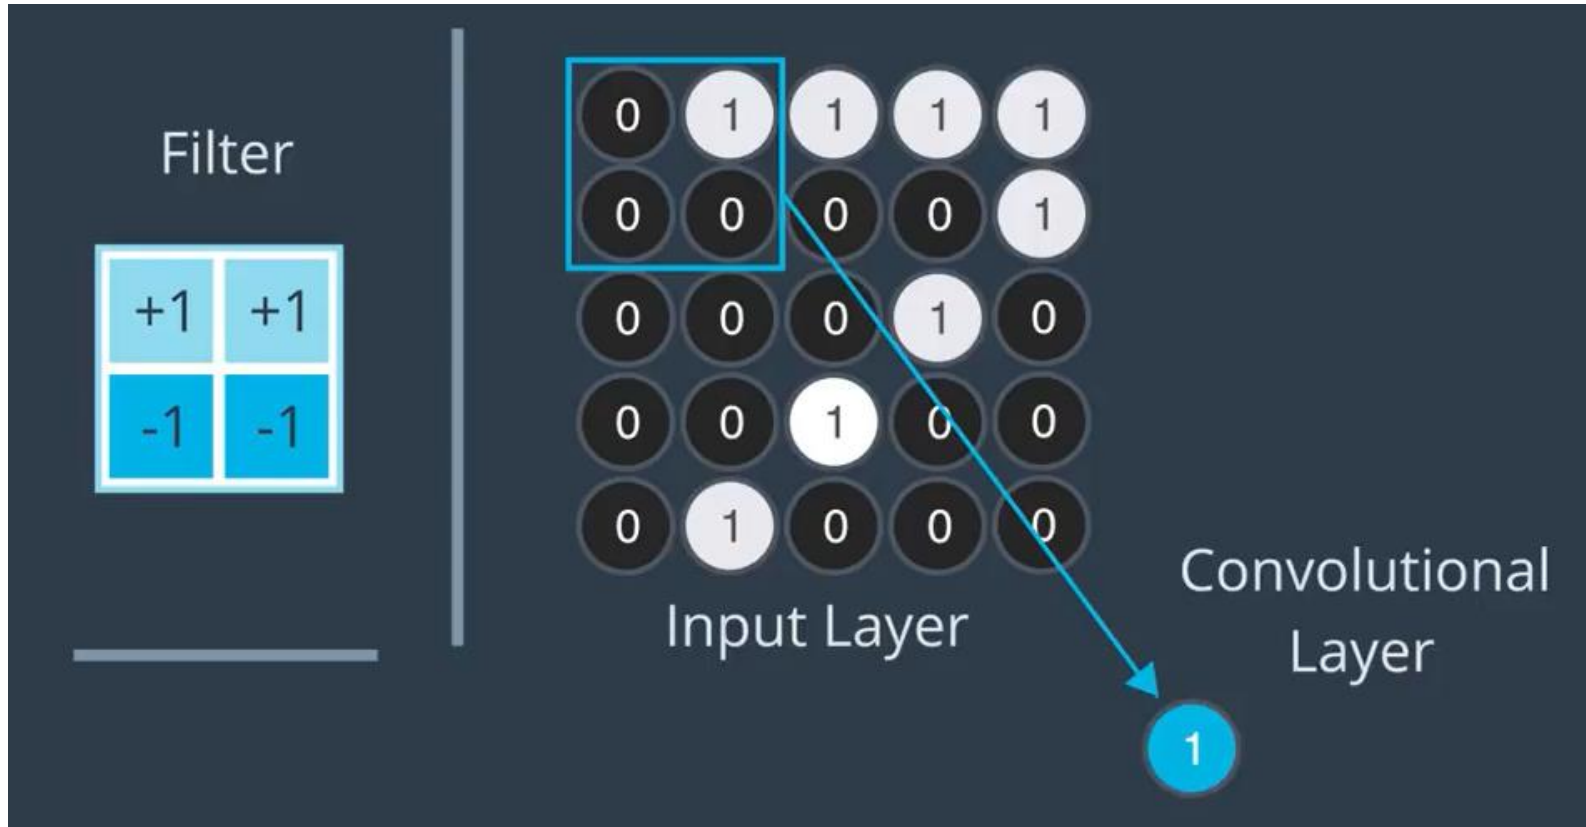 Filter
+1 +1
-1 -1
0 1 1 1 1
0 0 0 0 1
0 0 0 1 0
0 0 1 0 0
0 1 0 0 0
Input Layer
Convolutional
Layer
1